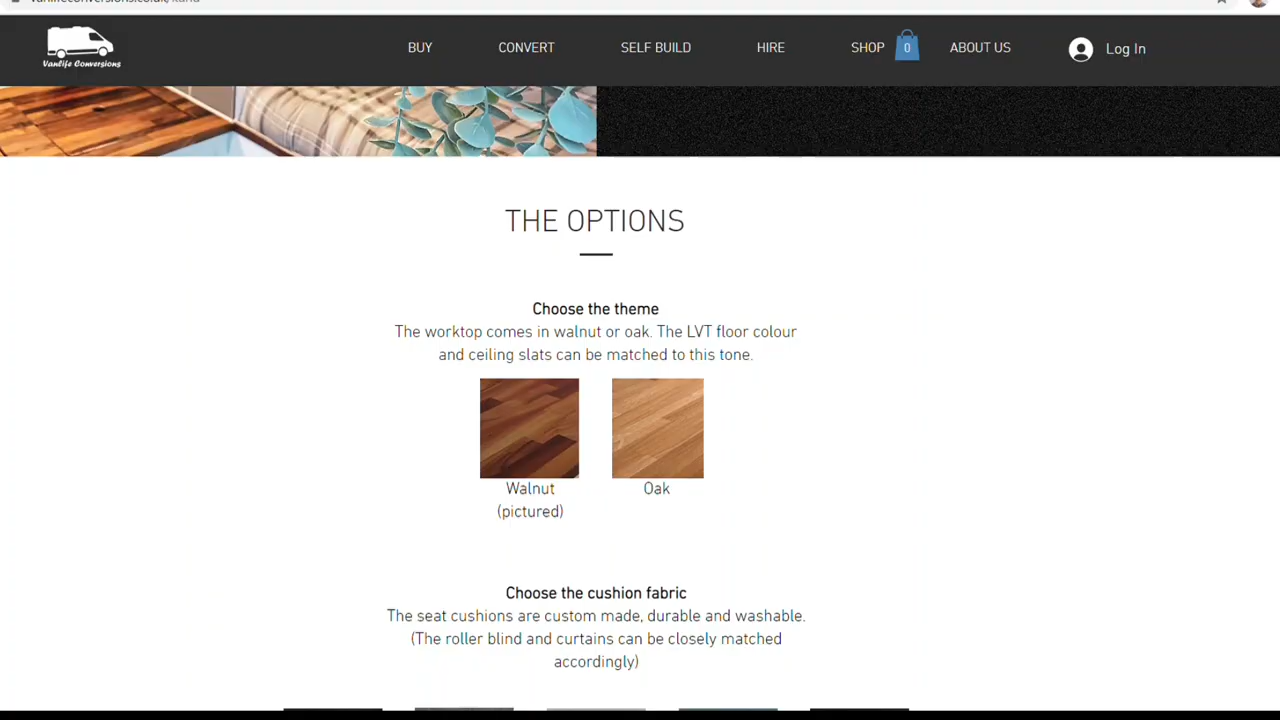 BUY CONVERT SELF BUILD HIRE SHOP 0 ABOUT US Log In
Vanlife Conversions
THE OPTIONS
Choose the theme
The worktop comes in walnut or oak. The LVT floor colour
and ceiling slats can be matched to this tone.
Walnut Oak
(pictured)
Choose the cushion fabric
The seat cushions are custom made, durable and washable.
(The roller blind and curtains can be closely matched
accordingly)